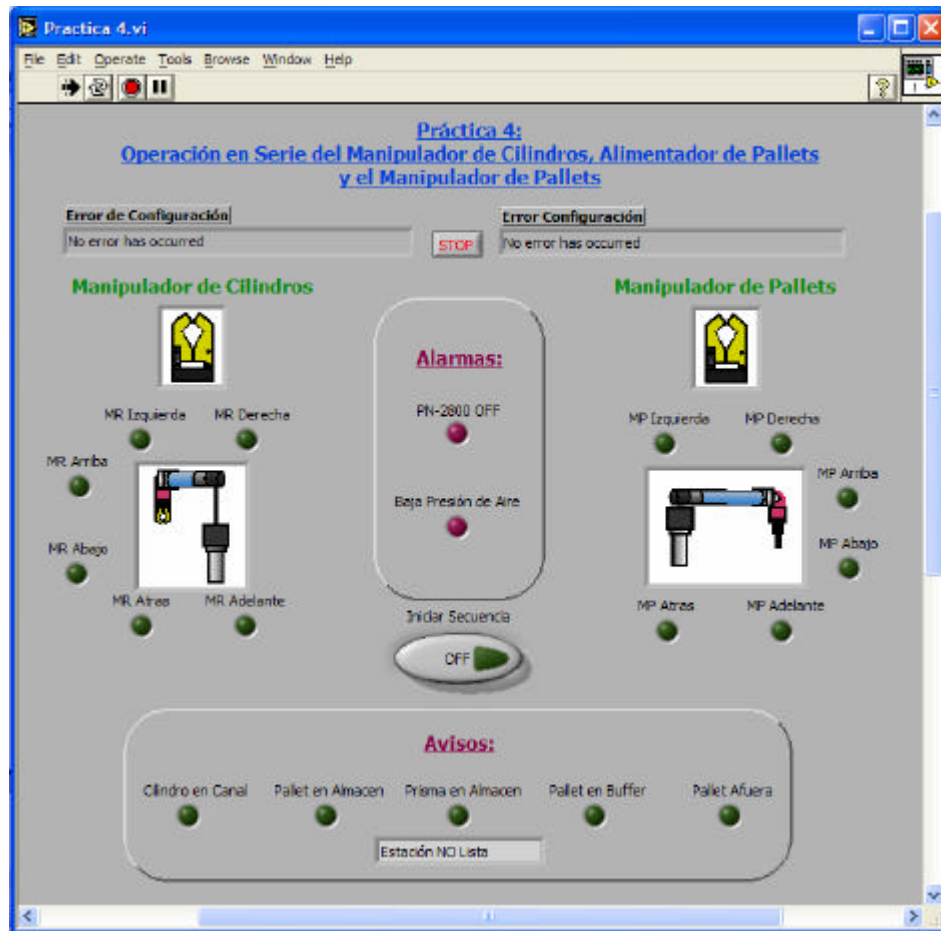 Practica 4.vi
File Edit Operate Tools Browse Window Help
Práctica 4:
Operación en Serie del Manipulador de Cilindros, Alimentador de Pallets
y el Manipulador de Pallets
Error de Configuración
No error has occurred
STOP
Error Configuración
No error has occurred
Manipulador de Cilindros
MR Izquierda
MR Derecha
MR Arriba
MR Abajo
MR Atras
MR Adelante
Alarmas:
PN-2800 OFF
Baja Presión de Aire
Iniciar Secuencia
OFF
Manipulador de Pallets
MP Izquierda
MP Derecha
MP Arriba
MP Abajo
MP Atras
MP Adelante
Avisos:
Cilindro en Canal
Pallet en Almacen
Prisma en Almacen
Pallet en Buffer
Pallet Afuera
Estación NO Lista